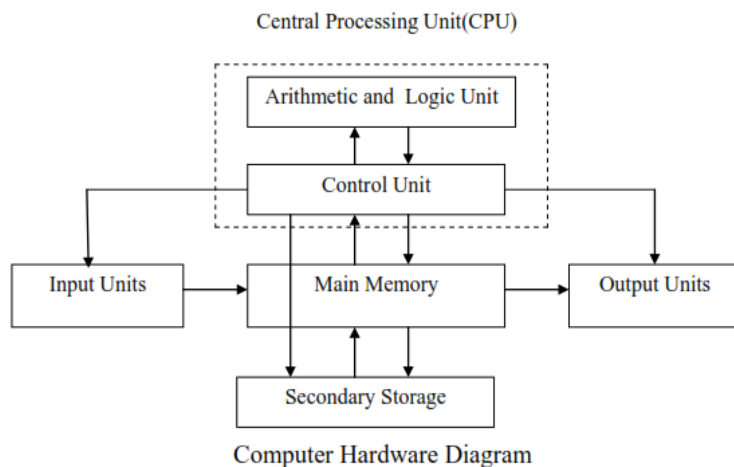 Central Processing Unit(CPU)
Arithmetic and Logic Unit
Control Unit
Input Units
Main Memory
Output Units
Secondary Storage
Computer Hardware Diagram